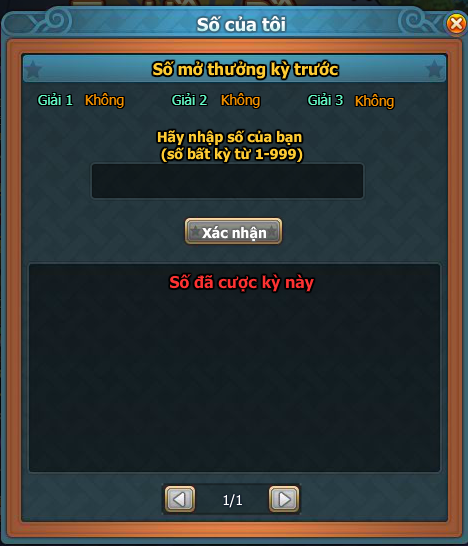 Số của tôi
Số mở thưởng kỳ trước
Giải 1 Không Giải 2 Không Giải 3 Không
Hãy nhập số của bạn
(số bất kỳ từ 1-999)
Xác nhận
Số đã cược kỳ này
1/1